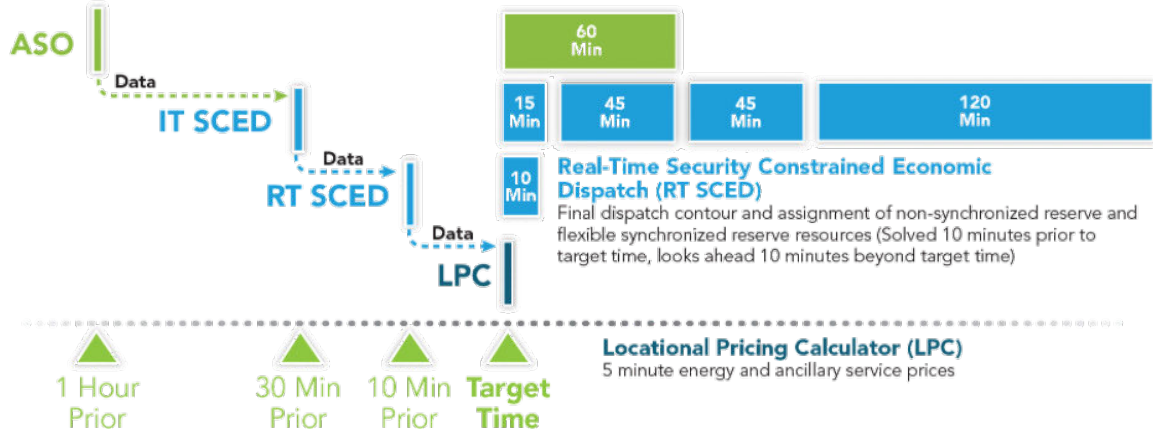 ASO
60
Min
Data
IT SCED
15
Min
45
Min
45
Min
120
Min
Data
RT SCED
10
Min
Real-Time Security Constrained Economic
Dispatch (RT SCED)
Final dispatch contour and assignment of non-synchronized reserve and
flexible synchronized reserve resources (Solved 10 minutes prior to
target time, looks ahead 10 minutes beyond target time)
Data
LPC
Locational Pricing Calculator (LPC)
5 minute energy and ancillary service prices
1 Hour
Prior
30 Min
Prior
10 Min
Prior
Target
Time